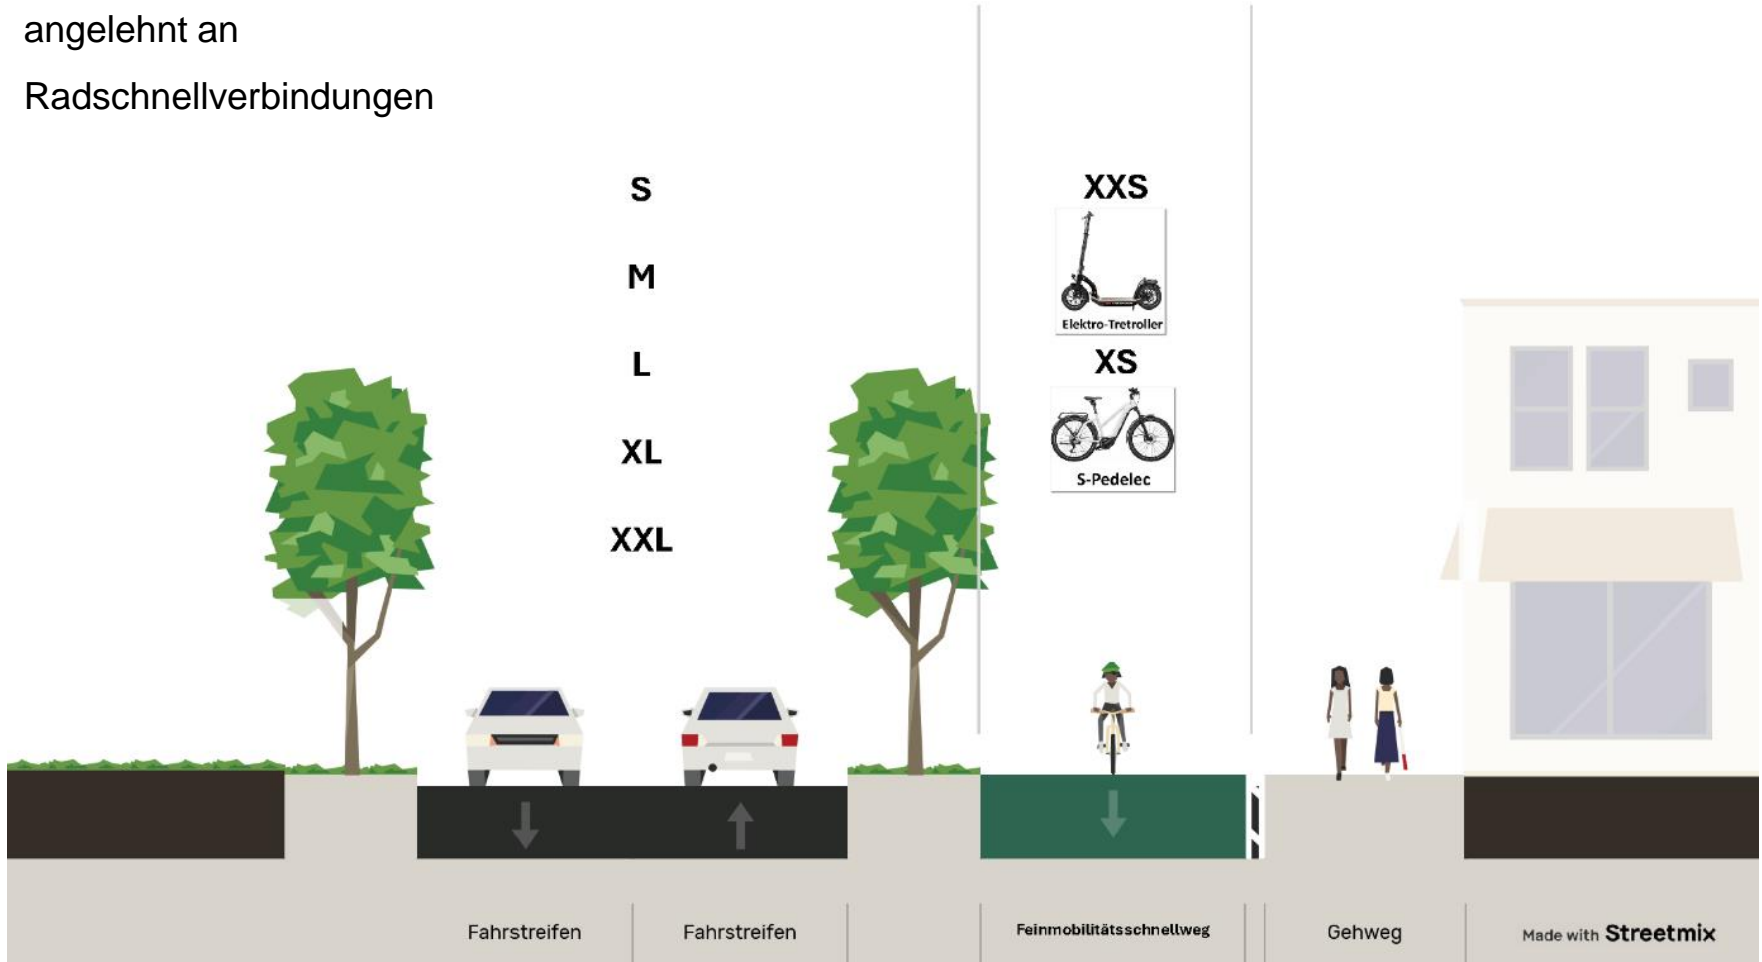 angelehnt an
Radschnellverbindungen
S
M
L
XL
XXL
XXS
Elektro-Tretroller
XS
S-Pedelec
Fahrstreifen
Fahrstreifen
Feinmobilitätsschnellweg
Gehweg
Made with Streetmix